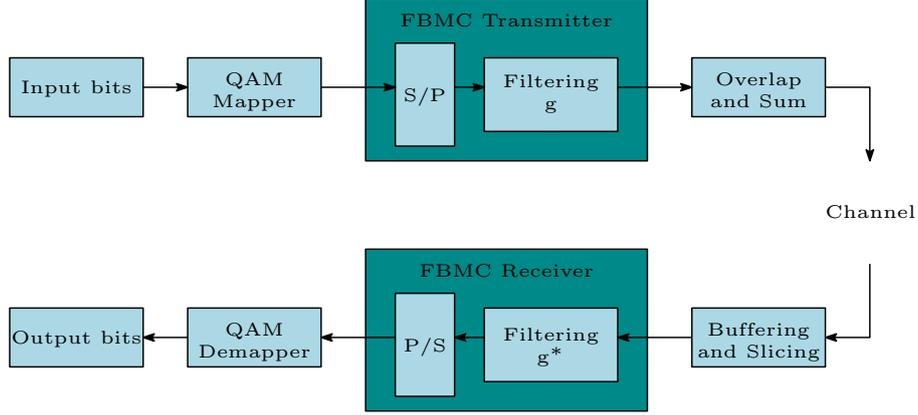 FBMC Transmitter
Input bits
QAM
Mapper
S/P
Filtering
g
Overlap
and Sum
Channel
FBMC Receiver
Output bits
QAM
Demapper
P/S
Filtering
g*
Buffering
and Slicing